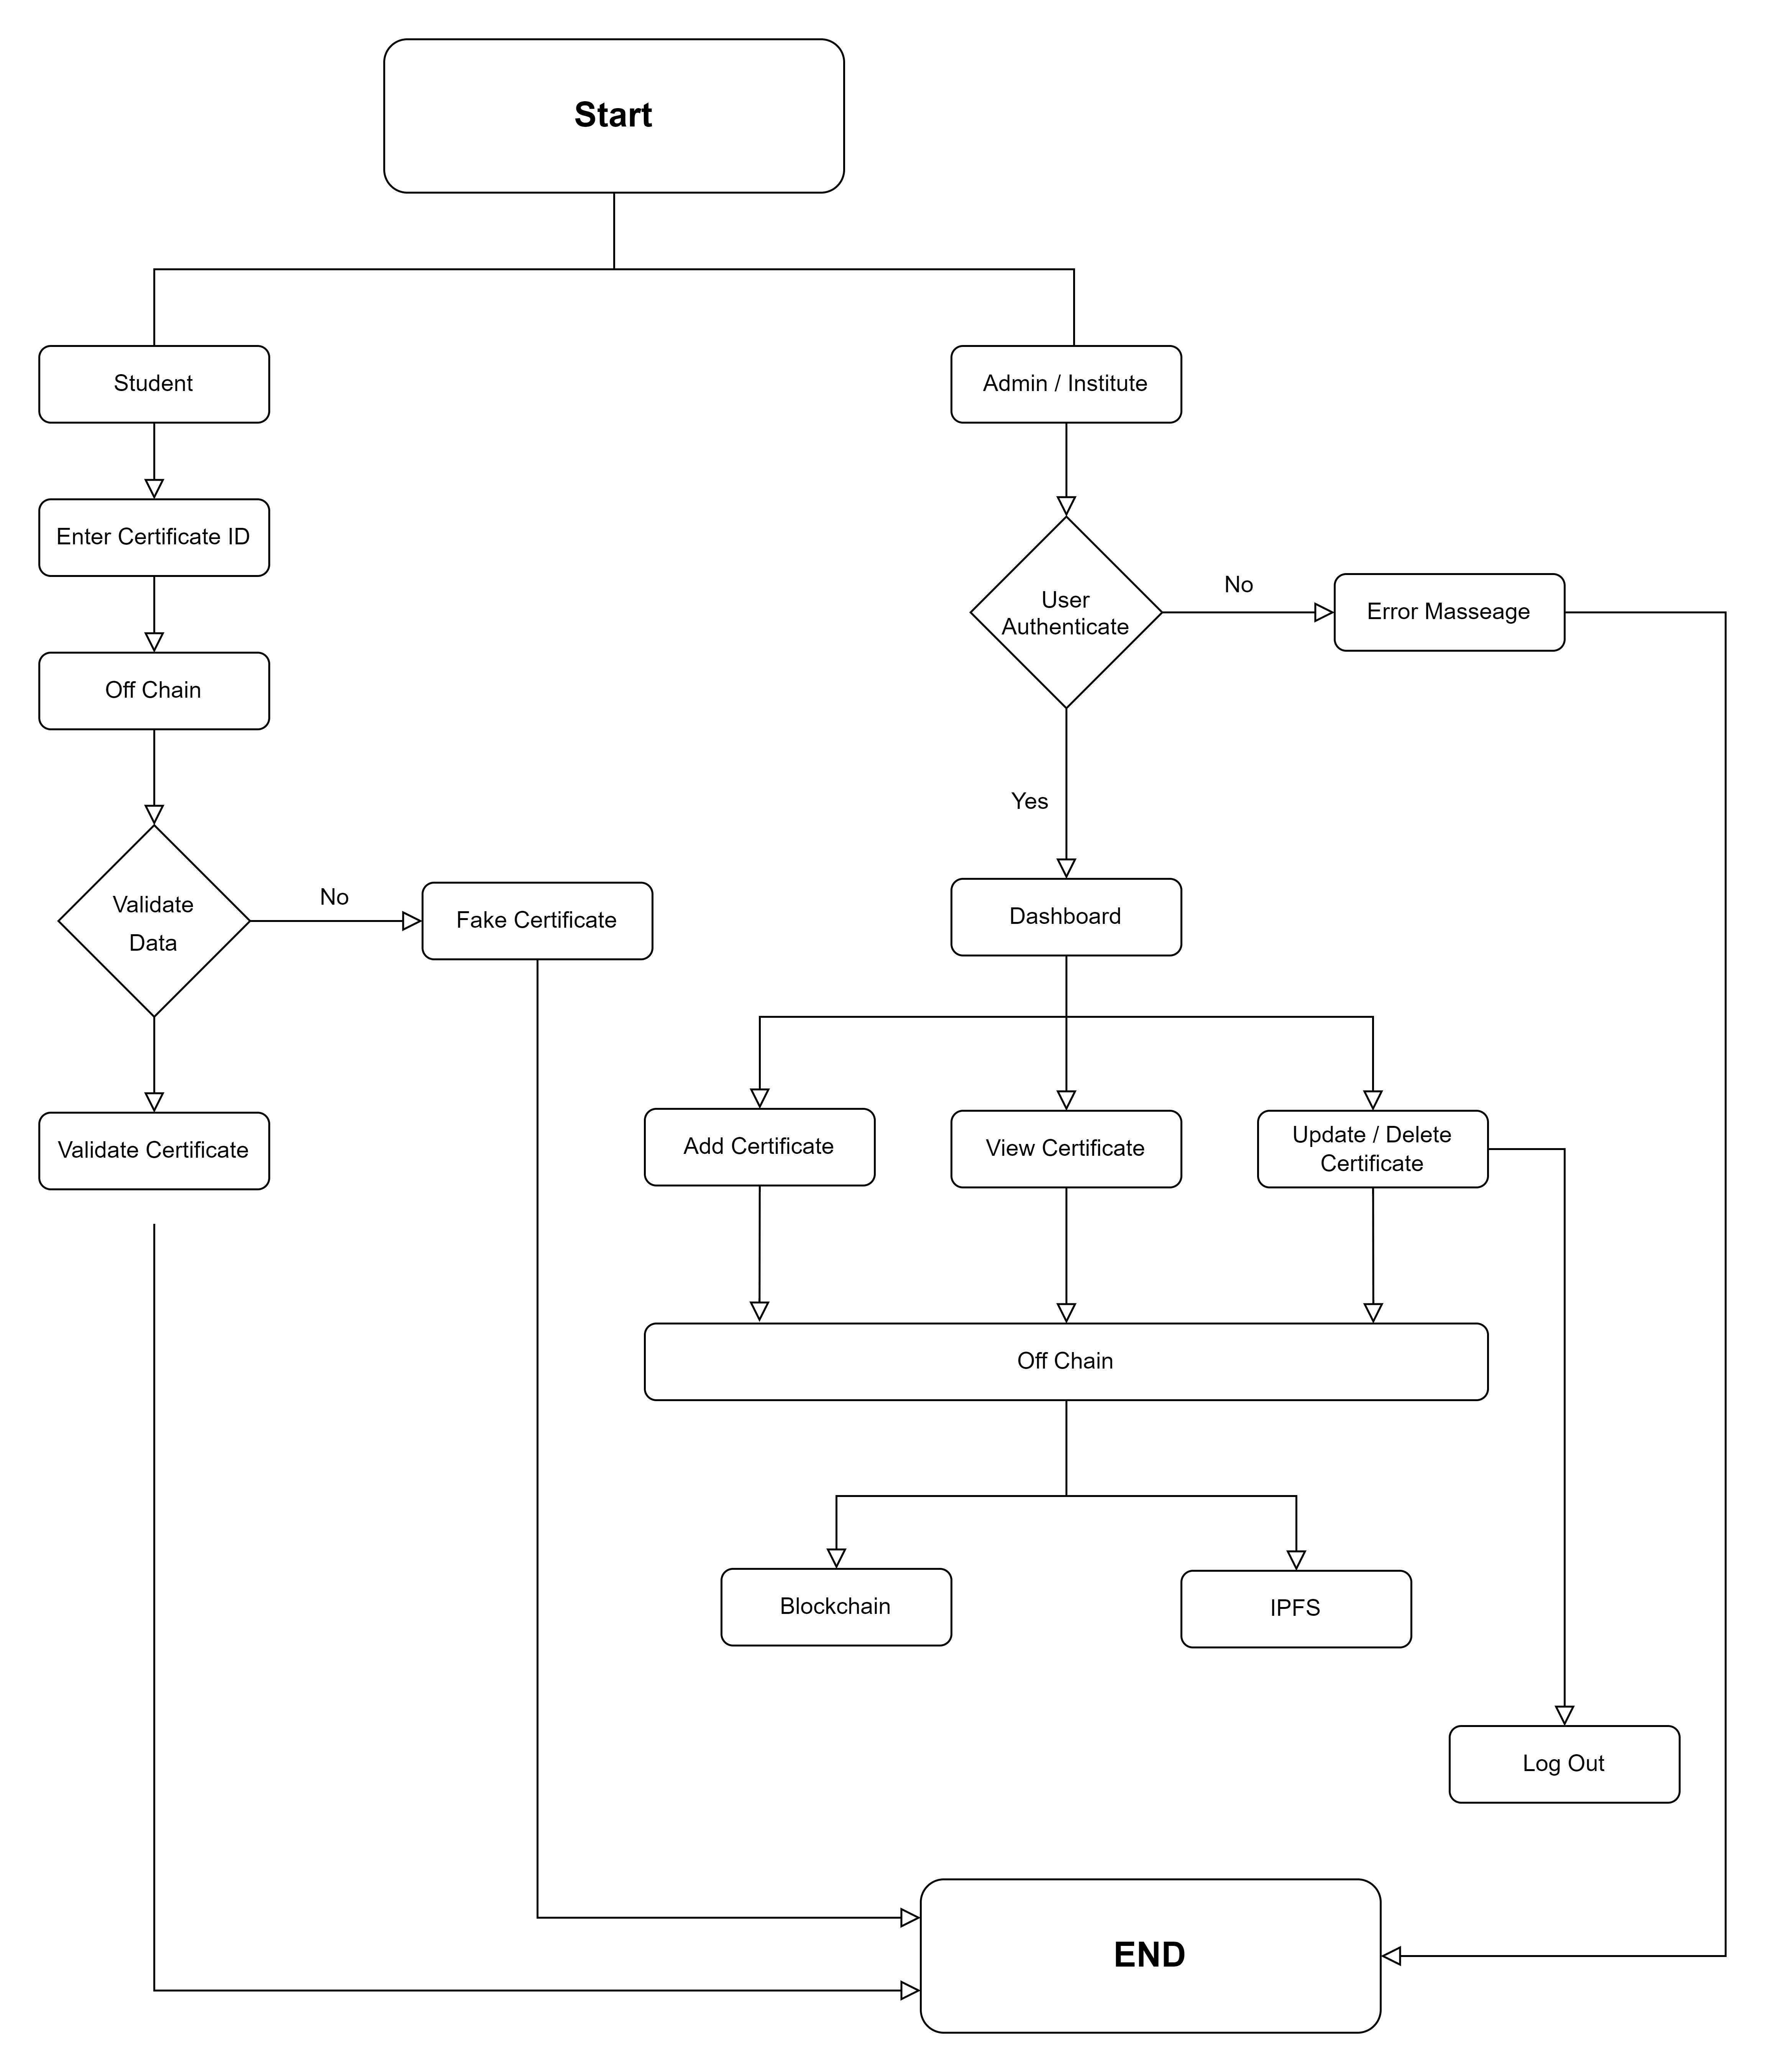 Start
Student
Admin / Institute
Enter Certificate ID
User
Authenticate
No
Error Masseage
Off Chain
Yes
Validate
Data
No
Fake Certificate
Dashboard
Validate Certificate
Add Certificate
View Certificate
Update / Delete
Certificate
Off Chain
Blockchain
IPFS
Log Out
END